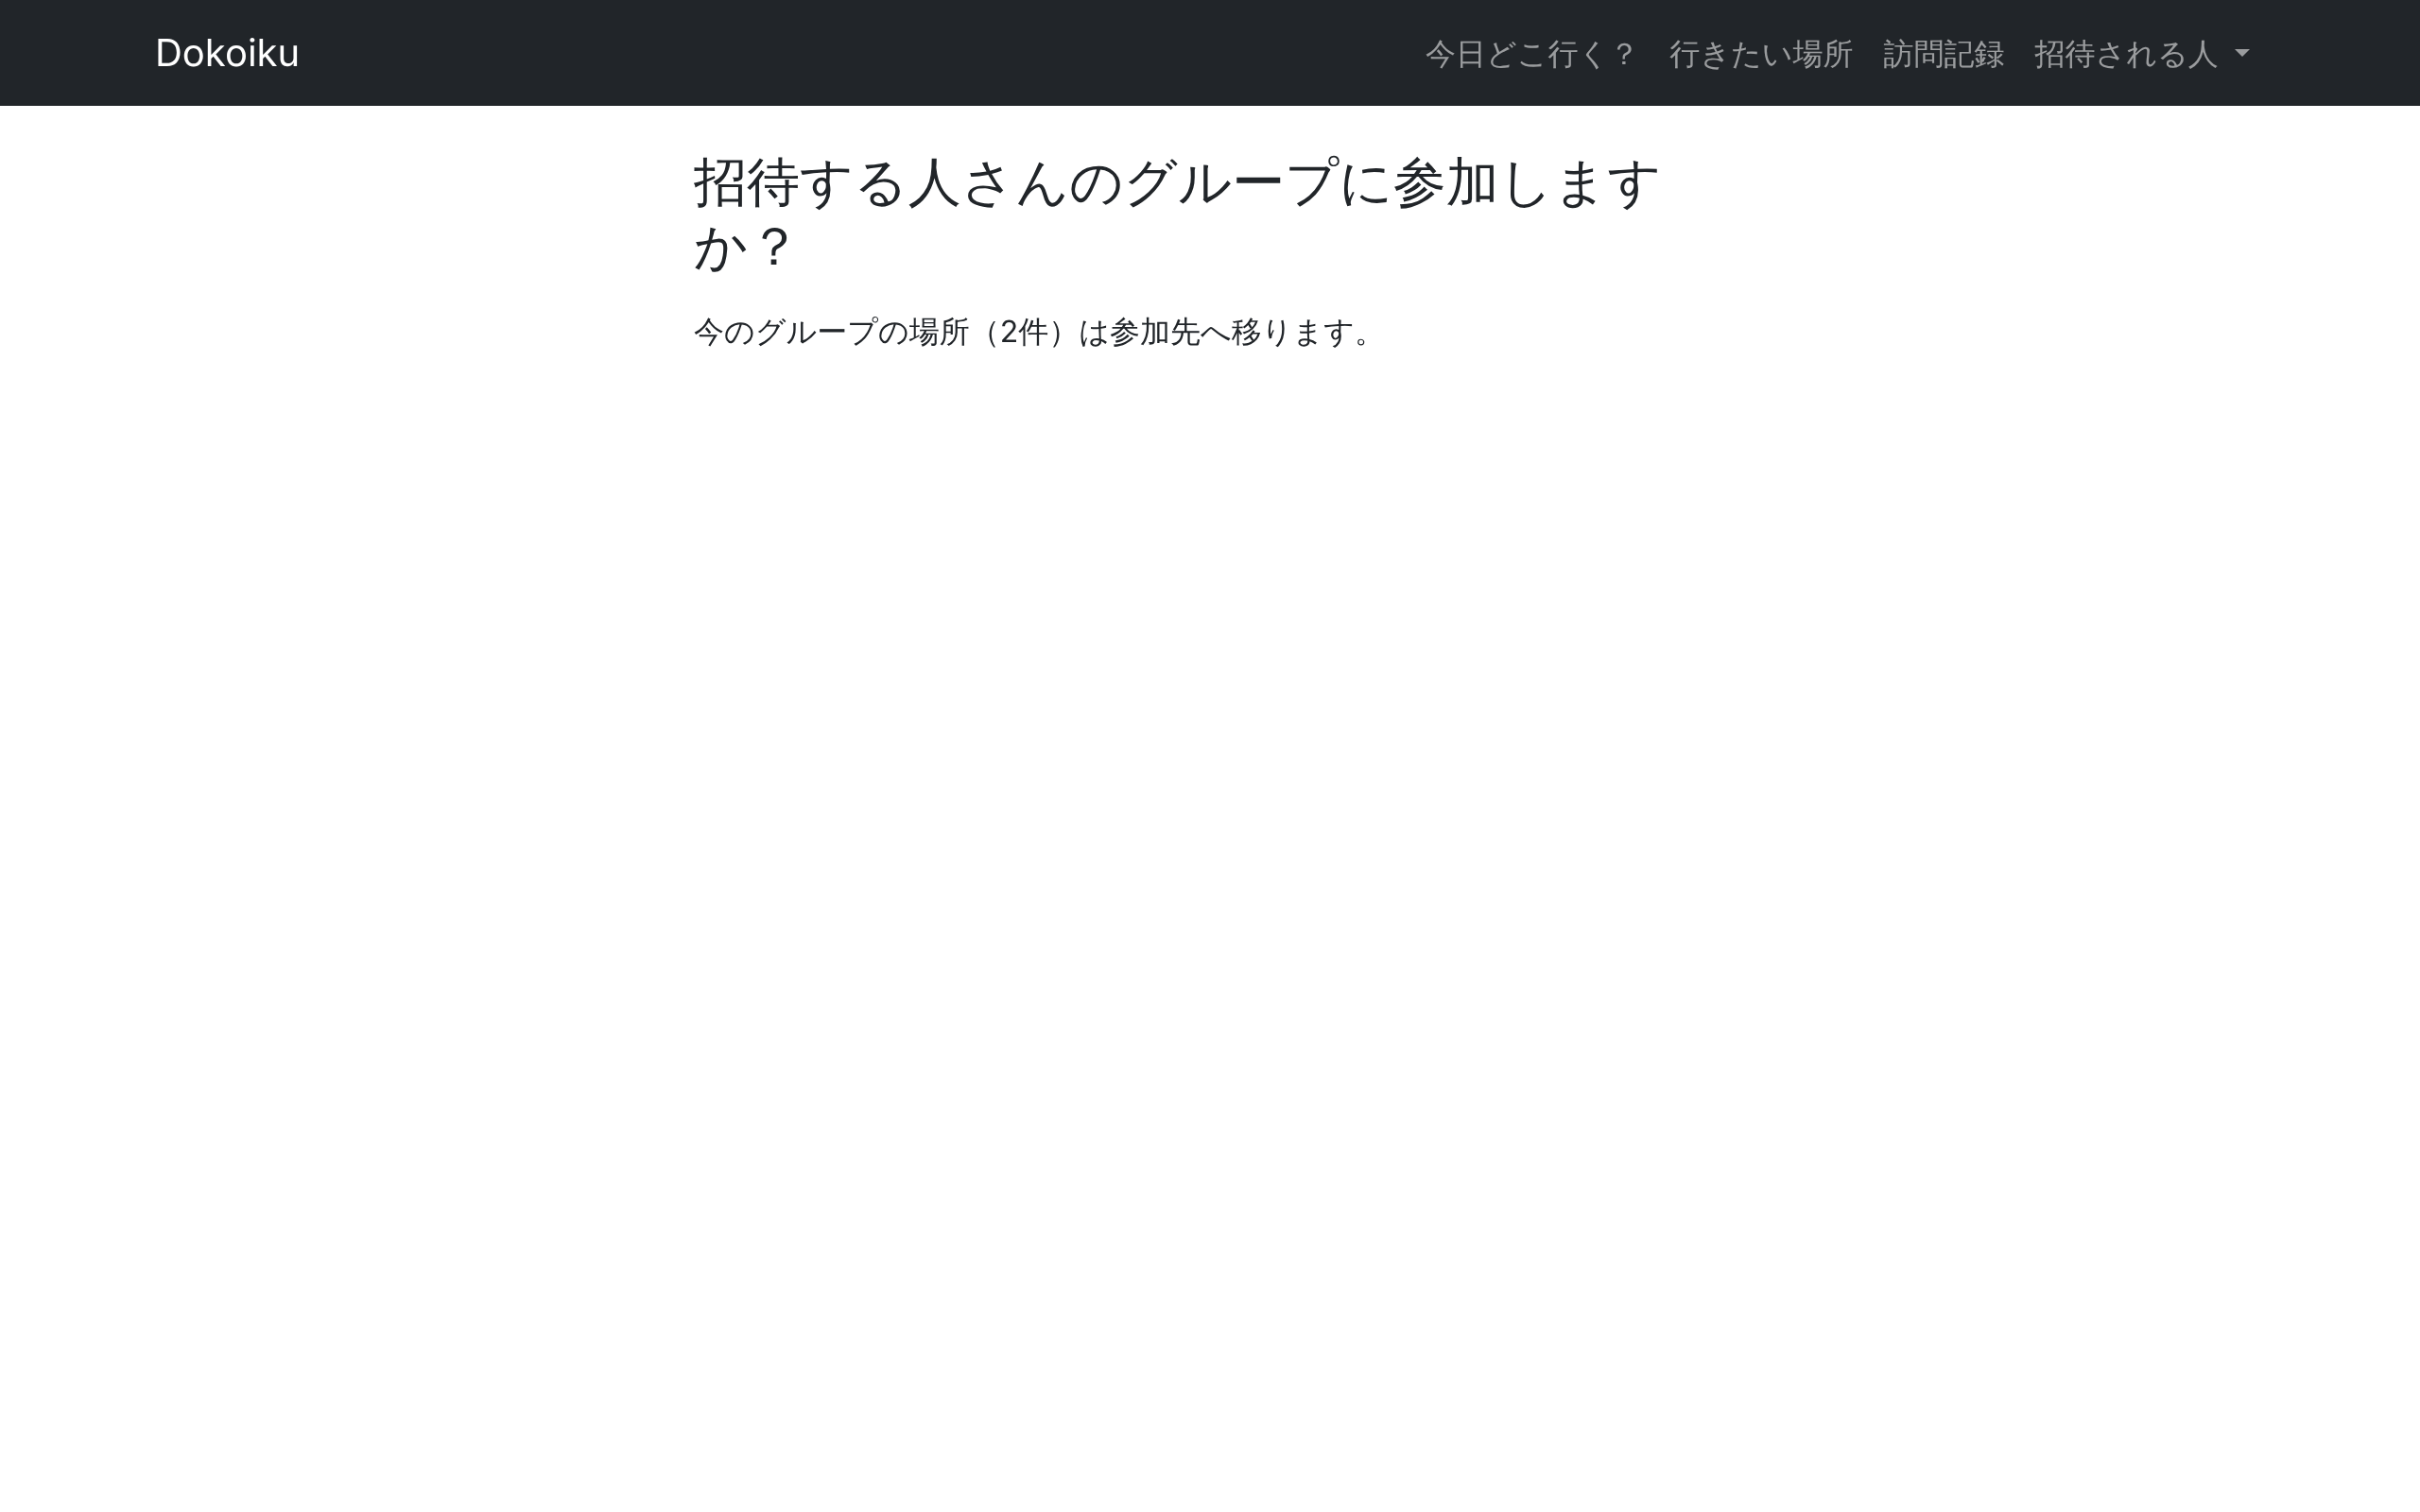 Dokoiku
今日どこ行く？ 行きたい場所 訪問記録 招待される人
招待する人さんのグループに参加します
か？
今のグループの場所（2件）は参加先へ移ります。